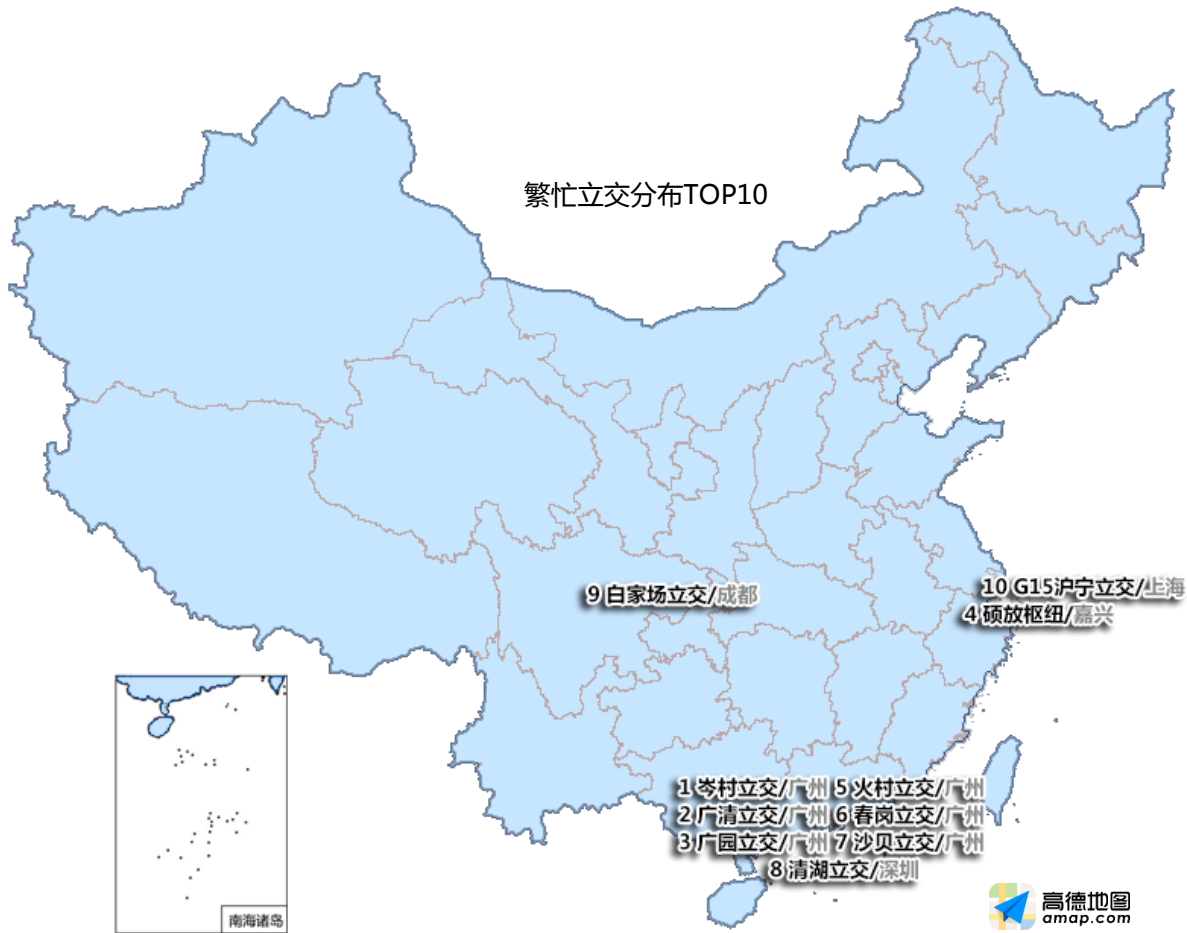 繁忙立交分布TOP10
9 白家场立交/成都
10 G15沪宁立交/上海
4 硕放枢纽/嘉兴
1 岑村立交/广州 5 火村立交/广州
2 广清立交/广州 6 春岗立交/广州
3 广园立交/广州 7 沙贝立交/广州
8 清湖立交/深圳
南海诸岛
高德地图
amap.com